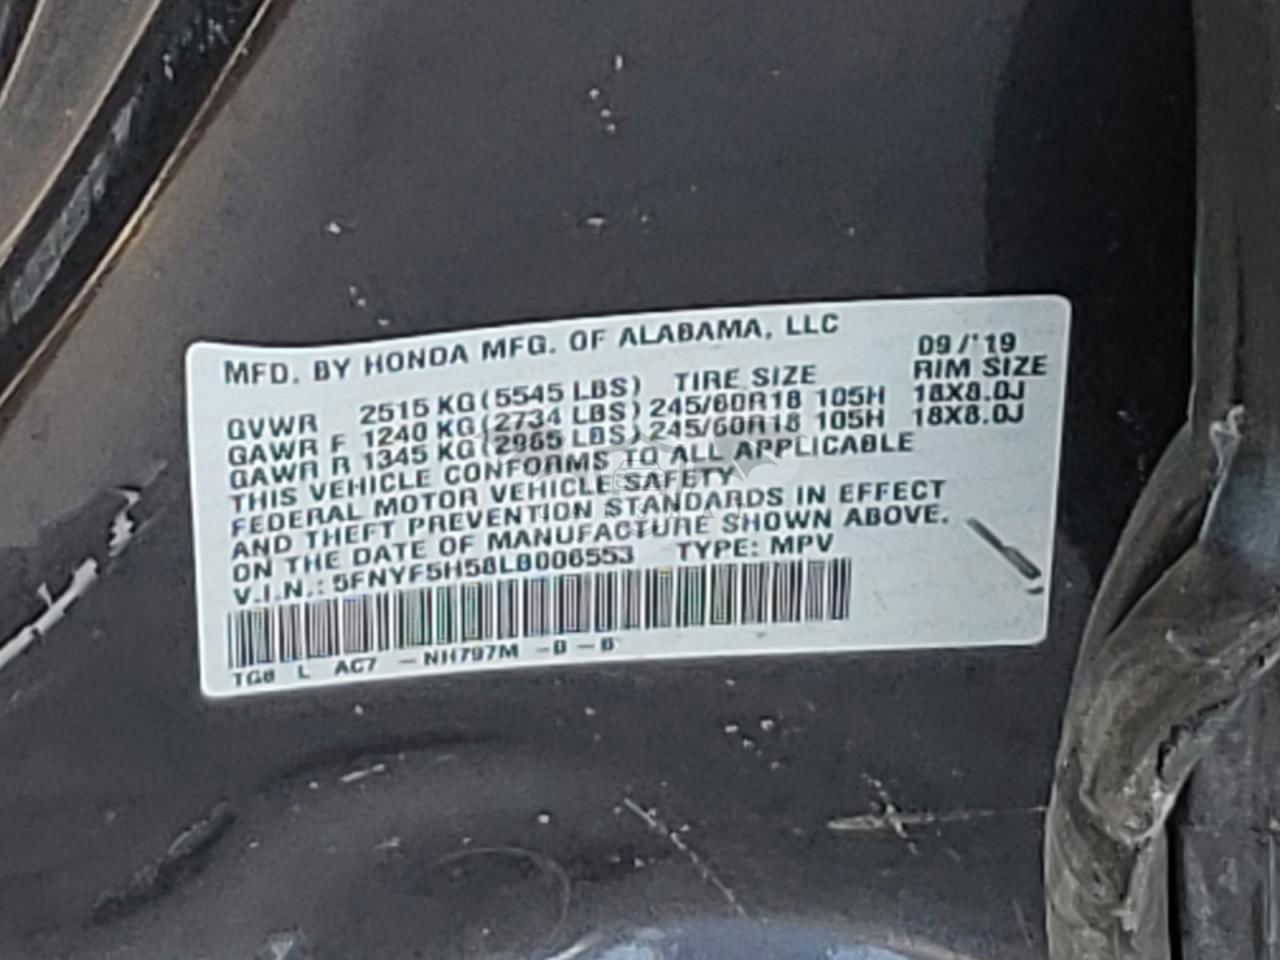 MFD. BY HONDA MFG. OF ALABAMA, LLC 09/'19
GVWR 2515 KG(5545 LBS) TIRE SIZE RIM SIZE
GAWR F 1240 KG(2734 LBS) 245/60R18 105H 18X8.0J
GAWR R 1345 KG(2965 LBS) 245/60R18 105H 18X8.0J
THIS VEHICLE CONFORMS TO ALL APPLICABLE
FEDERAL MOTOR VEHICLE SAFETY
AND THEFT PREVENTION STANDARDS IN EFFECT
ON THE DATE OF MANUFACTURE SHOWN ABOVE.
V.I.N.: 5FNYF5H58LB006553 TYPE: MPV
TG8 L AC7 -NH797M -B-B